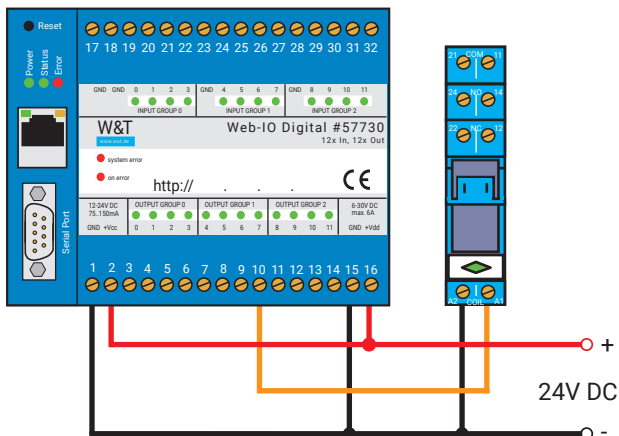 Reset
Power
Status
Error
17 18 19 20 21 22 23 24 25 26 27 28 29 30 31 32
GND GND 0 1 2 3 GND 4 5 6 7 GND 8 9 10 11
INPUT GROUP 0 INPUT GROUP 1 INPUT GROUP 2
W&T
www.wut.de
Web-IO Digital #57730
12x In, 12x Out
system error
on error
http:// . . .
CE
12-24V DC
75..150mA
OUTPUT GROUP 0 OUTPUT GROUP 1 OUTPUT GROUP 2
6-30V DC
max. 6A
GND +Vcc 0 1 2 3 4 5 6 7 8 9 10 11 GND +Vdd
Serial Port
1 2 3 4 5 6 7 8 9 10 11 12 13 14 15 16
21 COM 11
24 NO 14
22 NC 12
A2 COIL A1
+
24V DC
-